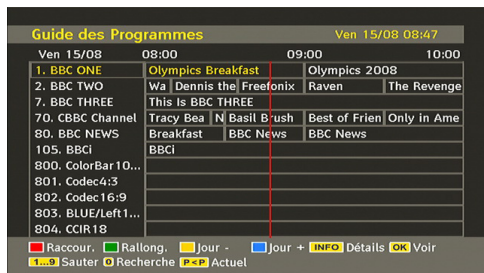 Guide des Programmes Ven 15/08 08:47
Ven 15/08 08:00 09:00 10:00
1. BBC ONE Olympics Breakfast Olympics 2008
2. BBC TWO Wa Dennis the Freefonix Raven The Revenge
7. BBC THREE This Is BBC THREE
70. CBBC Channel Tracy Bea N Basil Brush Best of Frien Only in Ame
80. BBC NEWS Breakfast BBC News BBC News
105. BBCi BBCi
800. ColorBar10...
801. Codec4:3
802. Codec16:9
803. BLUE/Left1...
804. CCIR18
Raccour. Rallong. Jour - Jour + INFO Détails OK Voir
1...9 Sauter 0 Recherche P<P Actuel